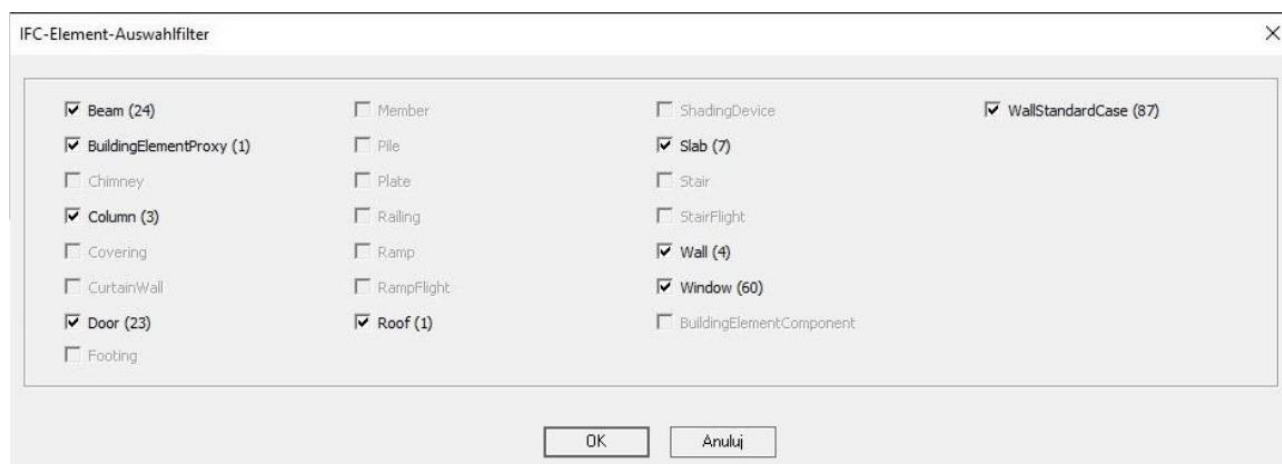 IFC-Element-Auswahlfilter
Beam (24)
BuildingElementProxy (1)
Chimney
Column (3)
Covering
CurtainWall
Door (23)
Footing
Member
Pile
Plate
Railing
Ramp
RampFlight
Roof (1)
ShadingDevice
Slab (7)
Stair
StairFlight
Wall (4)
Window (60)
BuildingElementComponent
WallStandardCase (87)
OK
Anuluj